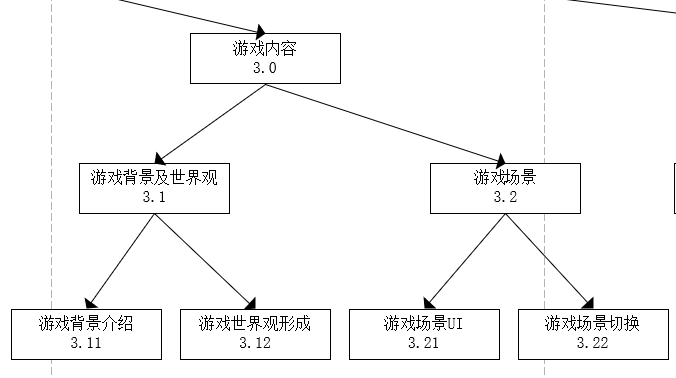 游戏内容
3.0
游戏背景及世界观
3.1
游戏场景
3.2
游戏背景介绍
3.11
游戏世界观形成
3.12
游戏场景UI
3.21
游戏场景切换
3.22